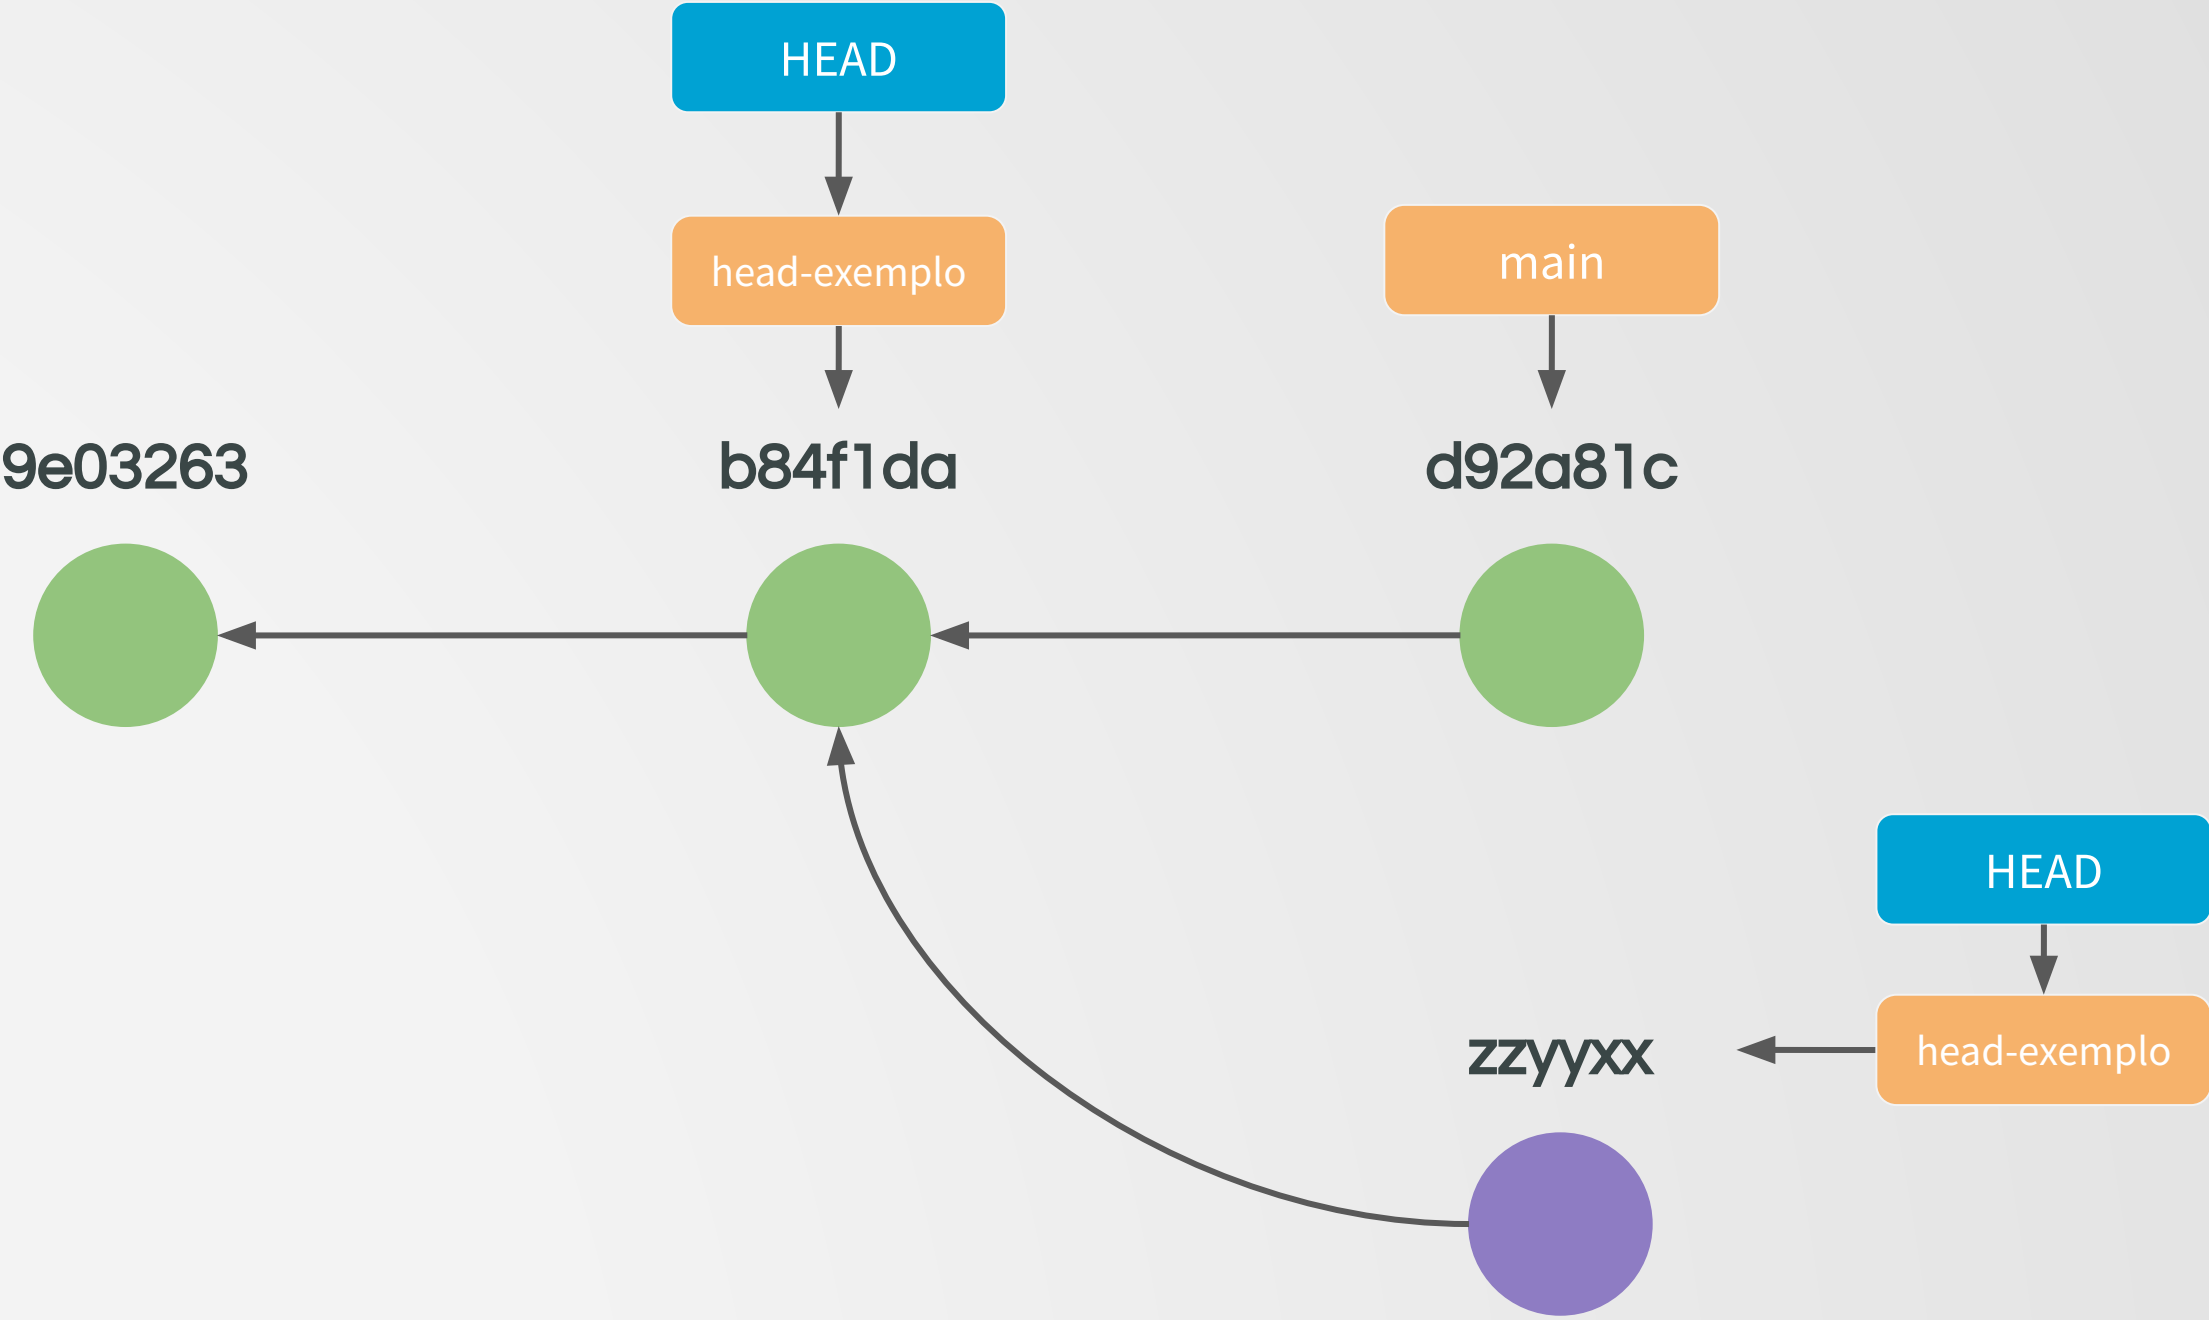 HEAD
head-exemplo
main
9e03263
b84f1da
d92a81c
HEAD
head-exemplo
zzyyxx